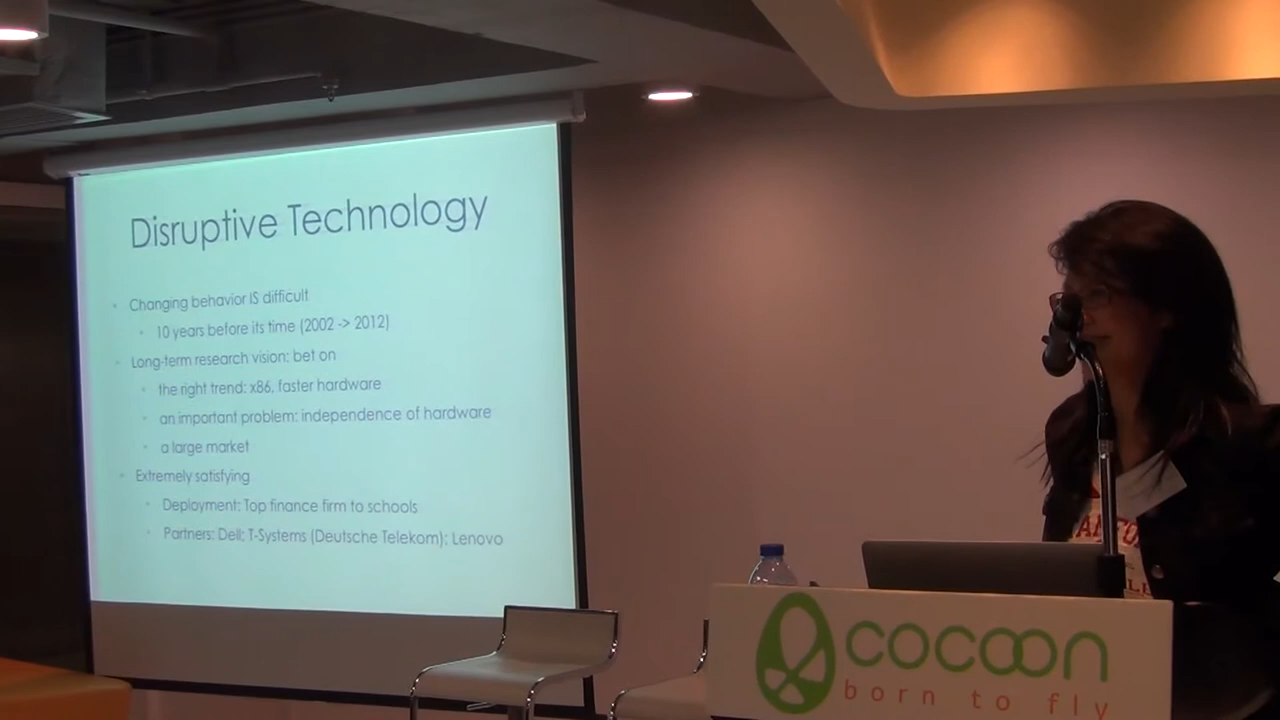 Disruptive Technology
• Changing behavior IS difficult
• 10 years before its time (2002 -> 2012)
• Long-term research vision: bet on
• the right trend: x86, faster hardware
• an important problem: independence of hardware
• a large market
• Extremely satisfying
• Deployment: Top finance firm to schools
• Partners: Dell; T-Systems (Deutsche Telekom); Lenovo
cocoon
born to fly